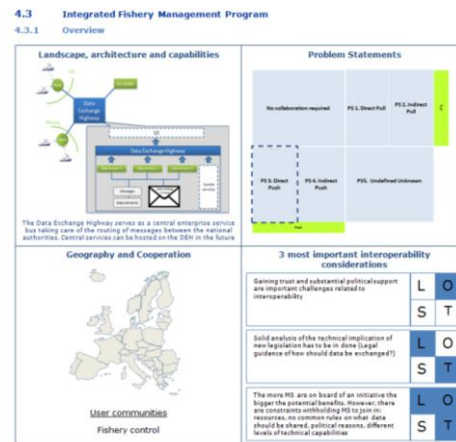 4.3 Integrated Fishery Management Program
4.3.1 Overview
Landscape, architecture and capabilities
Data
Exchange
Highway
Data Exchange Highway
Messages
The Data Exchange Highway serves as a central enterprise service
bus taking care of the routing of messages between the national
authorities. Central services can be hosted on the DEH in the future
Problem Statements
No collaboration required
PS 1. Direct Pull
PS 2. Indirect
Pull
PS 3. Direct
Push
PS 4. Indirect
Push
PS5. Undefined Unknown
Geography and Cooperation
User communities
Fishery control
3 most important interoperability
considerations
Gaining trust and substantial political support
are important challenges related to
interoperability
L O
S T
Solid analysis of the technical implication of
new legislation has to be in done (Legal
guidance of how should data be exchanged?)
L O
S T
The more MS are on board of an initiative the
bigger the potential benefits. However, there
are constraints withholding MS to join in:
resources, no common rules on what data
should be shared, political reasons, different
levels of technical capabilities
L O
S T